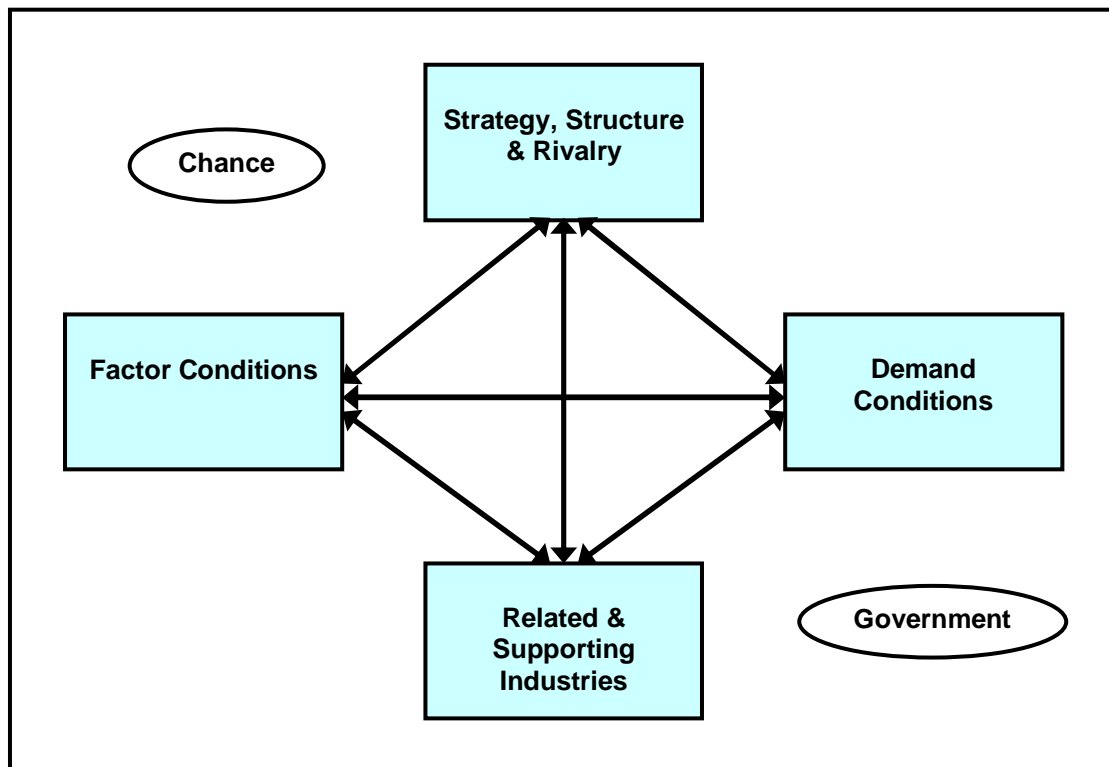 Strategy, Structure
& Rivalry
Chance
Factor Conditions
Demand
Conditions
Related &
Supporting
Industries
Government